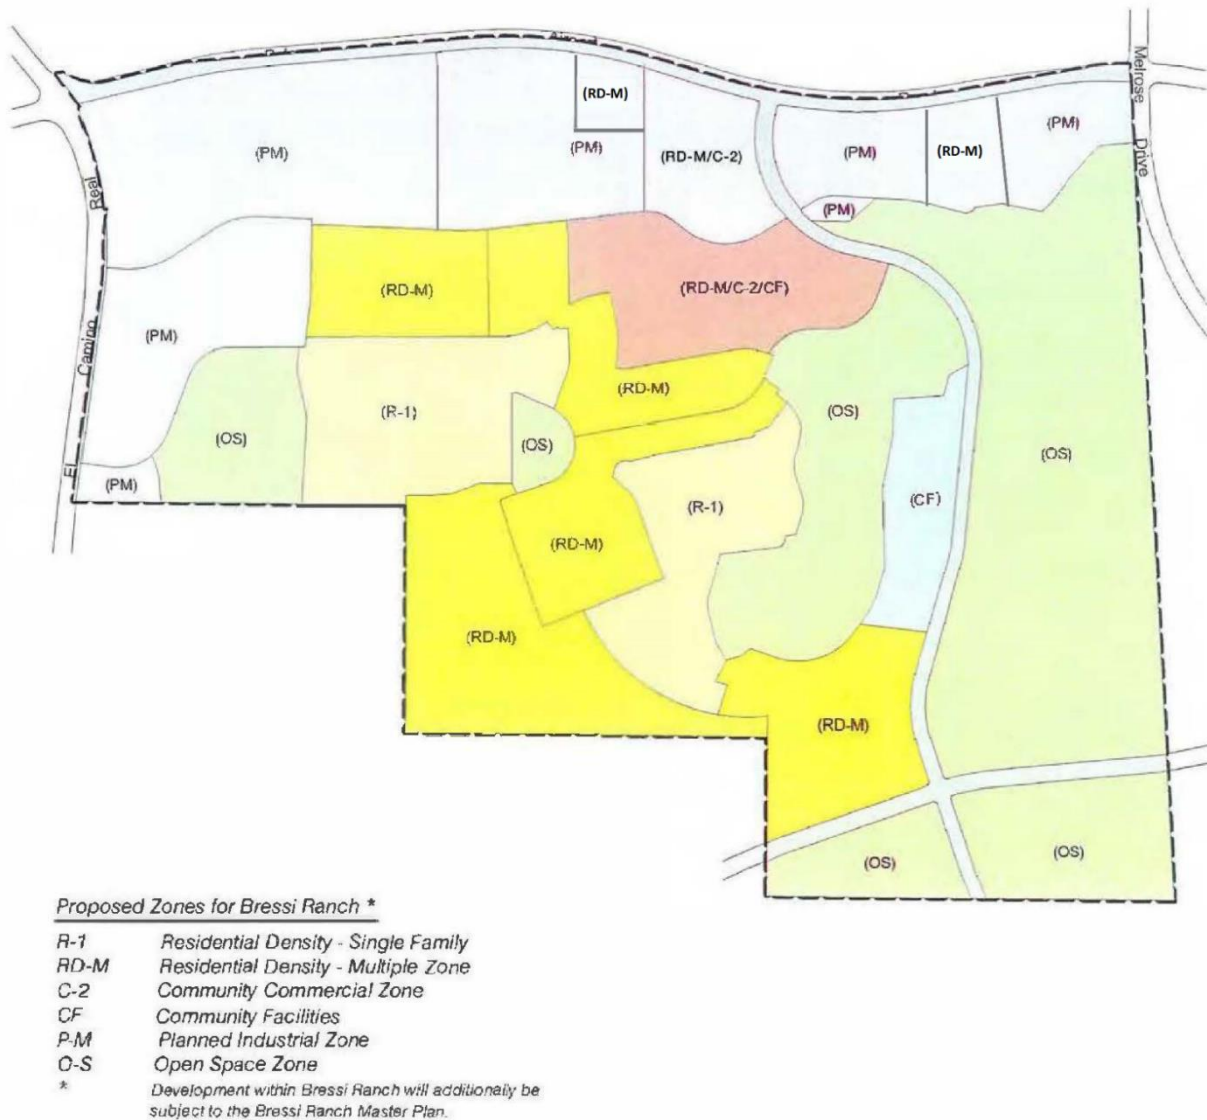 Melrose
Drive
(RD-M)
(PM)
(PM)
(PM)
(RD-M/C-2)
(PM)
(RD-M)
Real
(PM)
(RD-M)
(RD-M/C-2/CF)
(PM)
Camino
(RD-M)
(R-1)
(OS)
(OS)
(OS)
(OS)
El
(PM)
(CF)
(R-1)
(RD-M)
(RD-M)
(RD-M)
(OS)
(OS)
Proposed Zones for Bressi Ranch *
R-1 Residential Density - Single Family
RD-M Residential Density - Multiple Zone
C-2 Community Commercial Zone
CF Community Facilities
P-M Planned Industrial Zone
O-S Open Space Zone
* Development within Bressi Ranch will additionally be
subject to the Bressi Ranch Master Plan.